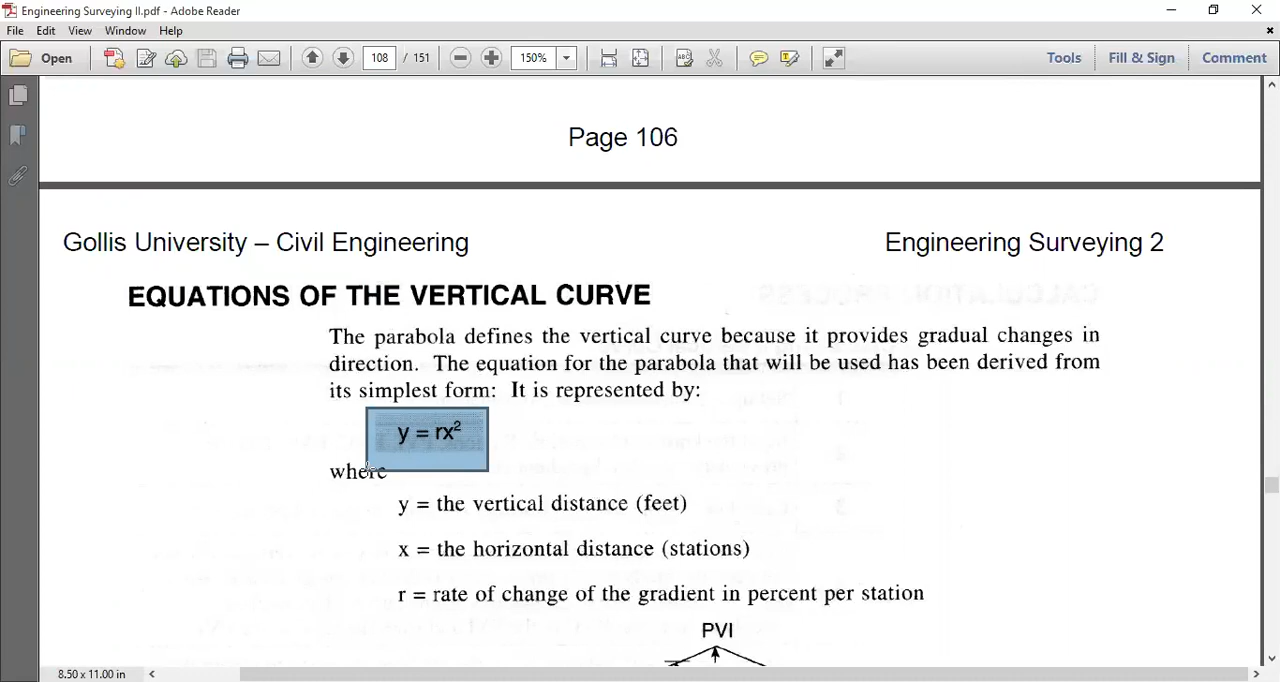 Engineering Surveying II.pdf - Adobe Reader
File Edit View Window Help
Open 108 / 151 150% Tools Fill & Sign Comment
Page 106
Gollis University – Civil Engineering Engineering Surveying 2
EQUATIONS OF THE VERTICAL CURVE
The parabola defines the vertical curve because it provides gradual changes in
direction. The equation for the parabola that will be used has been derived from
its simplest form: It is represented by:
y = rx²
where
y = the vertical distance (feet)
x = the horizontal distance (stations)
r = rate of change of the gradient in percent per station
PVI
8.50 x 11.00 in